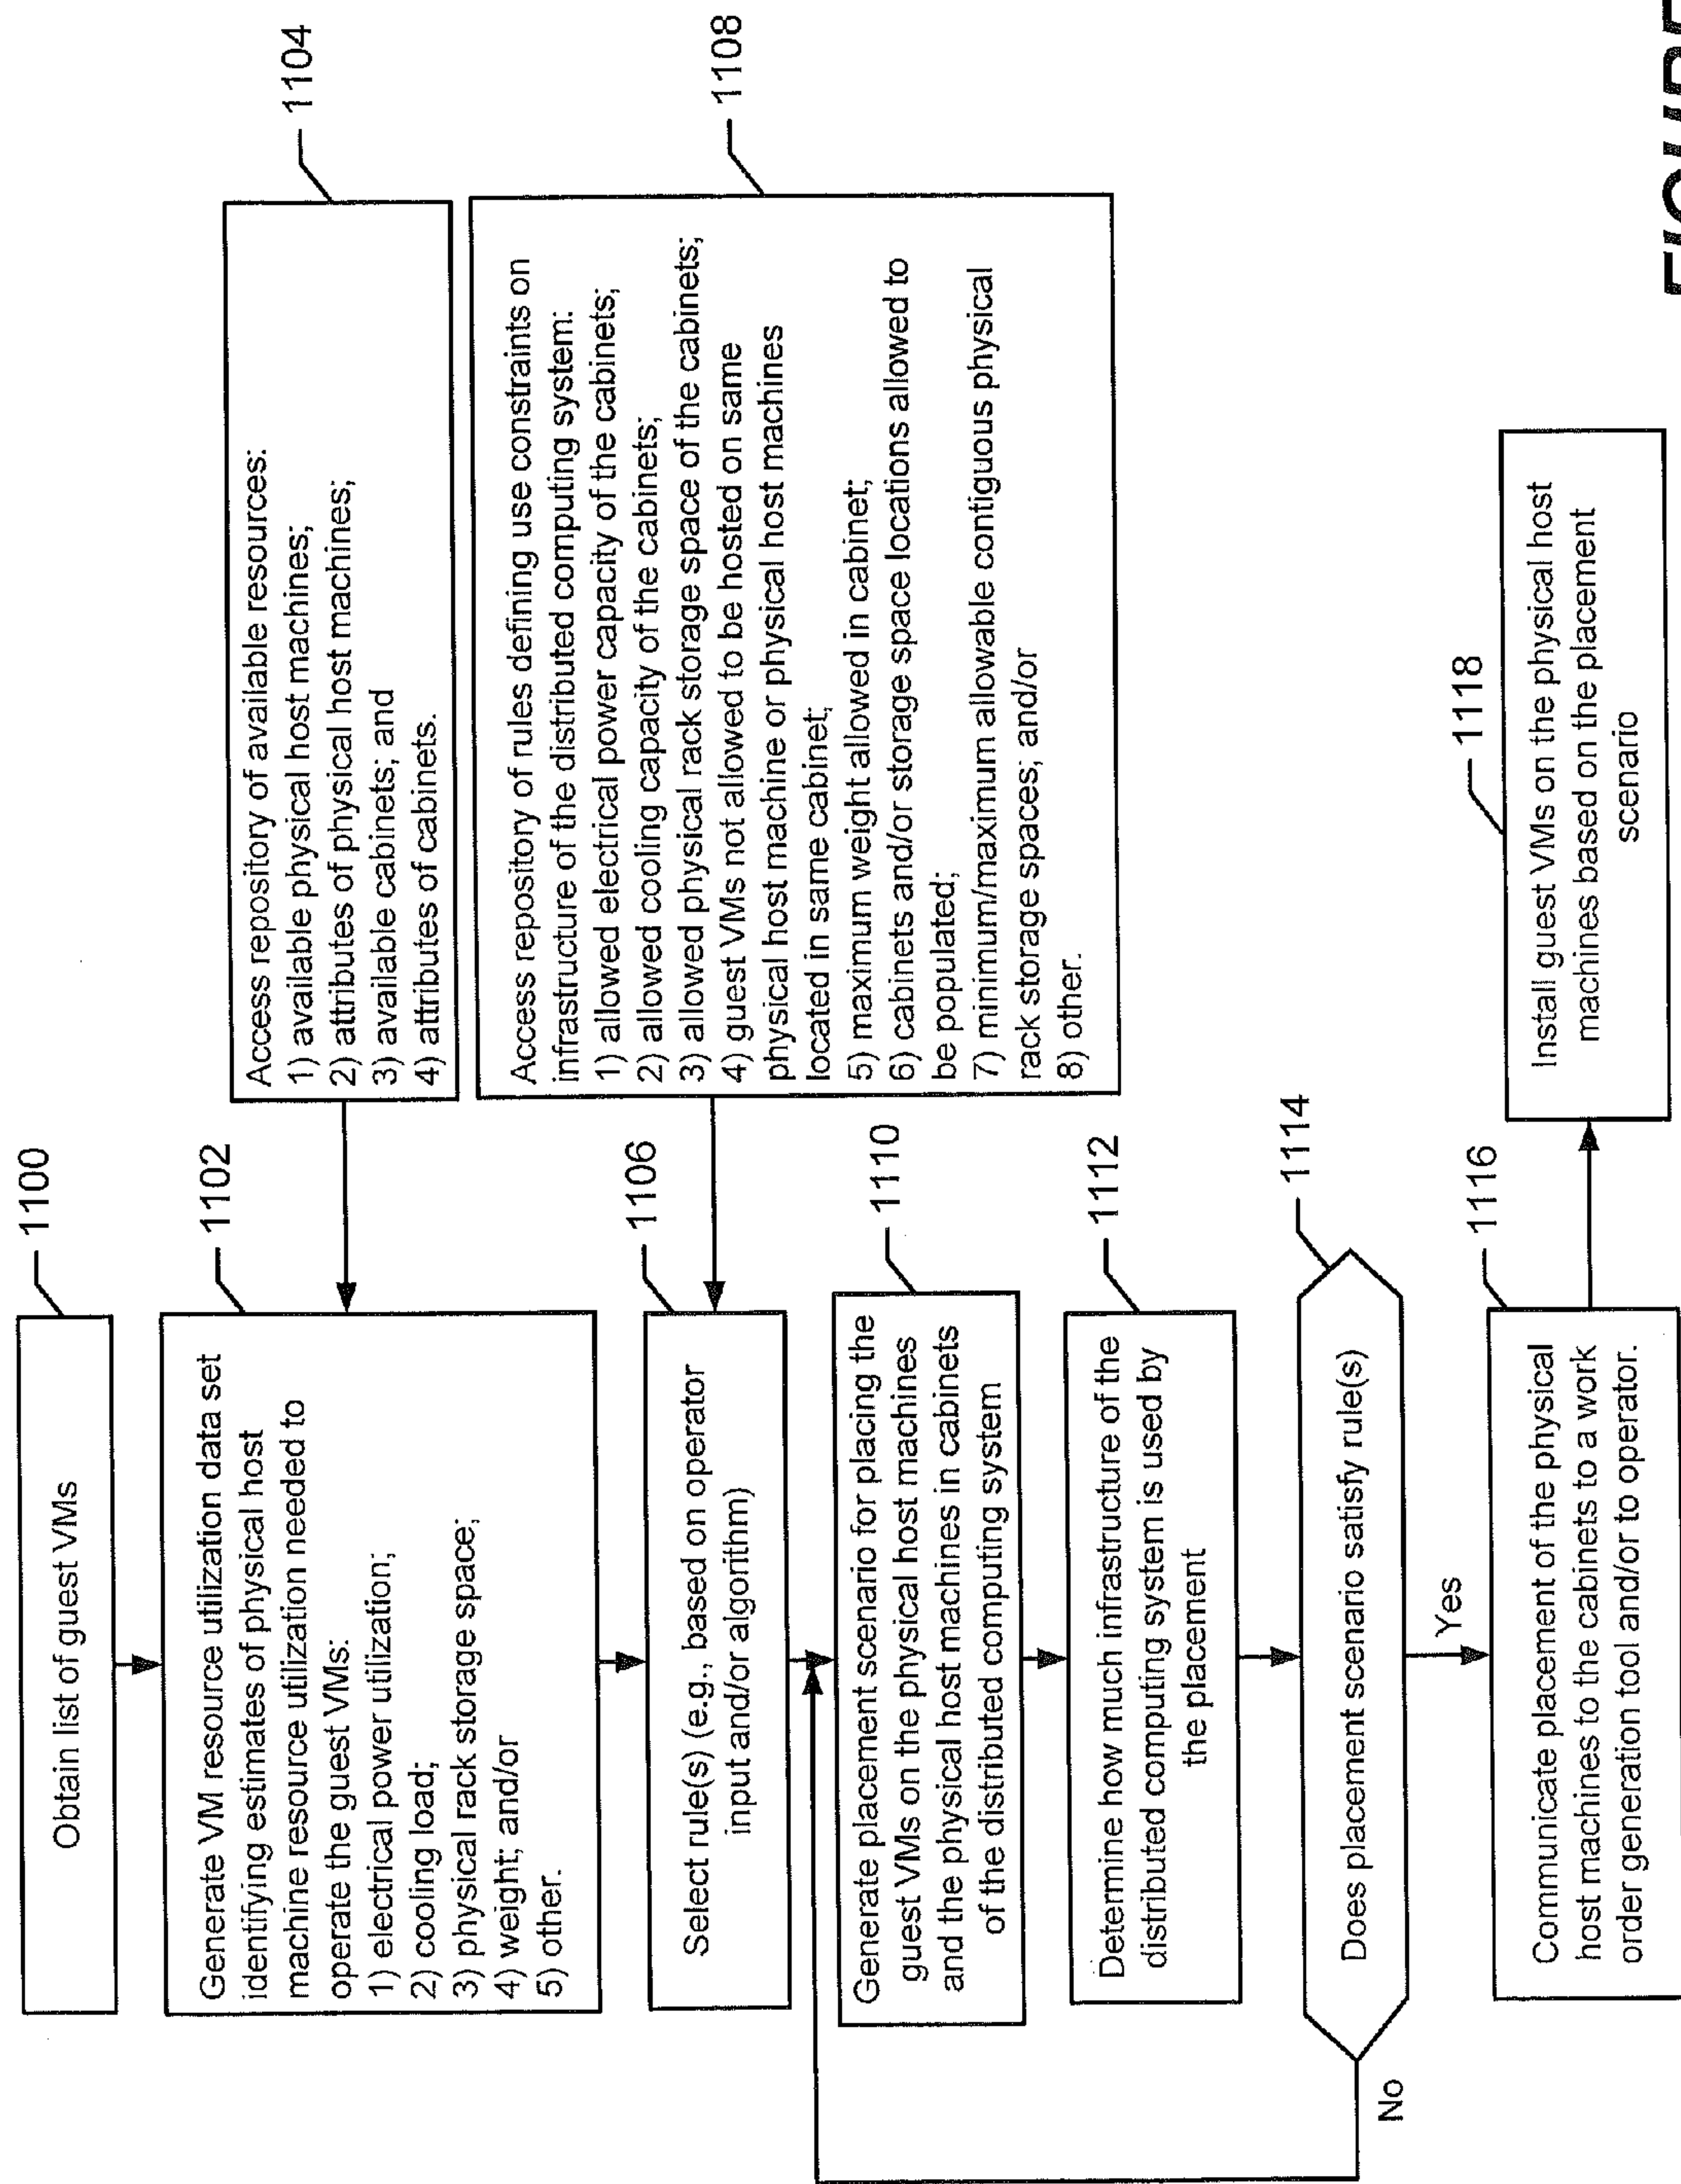 1100
Obtain list of guest VMs
1102
Generate VM resource utilization data set
identifying estimates of physical host
machine resource utilization needed to
operate the guest VMs:
1) electrical power utilization;
2) cooling load;
3) physical rack storage space;
4) weight; and/or
5) other.
1104
Access repository of available resources:
1) available physical host machines;
2) attributes of physical host machines;
3) available cabinets; and
4) attributes of cabinets.
1106
Select rule(s) (e.g., based on operator
input and/or algorithm)
1108
Access repository of rules defining use constraints on
infrastructure of the distributed computing system:
1) allowed electrical power capacity of the cabinets;
2) allowed cooling capacity of the cabinets;
3) allowed physical rack storage space of the cabinets;
4) guest VMs not allowed to be hosted on same
physical host machine or physical host machines
located in same cabinet;
5) maximum weight allowed in cabinet;
6) cabinets and/or storage space locations allowed to
be populated;
7) minimum/maximum allowable contiguous physical
rack storage spaces; and/or
8) other.
1110
Generate placement scenario for placing the
guest VMs on the physical host machines
and the physical host machines in cabinets
of the distributed computing system
1112
Determine how much infrastructure of the
distributed computing system is used by
the placement
1114
Does placement scenario satisfy rule(s)
No
Yes
1116
Communicate placement of the physical
host machines to the cabinets to a work
order generation tool and/or to operator.
1118
Install guest VMs on the physical host
machines based on the placement
scenario